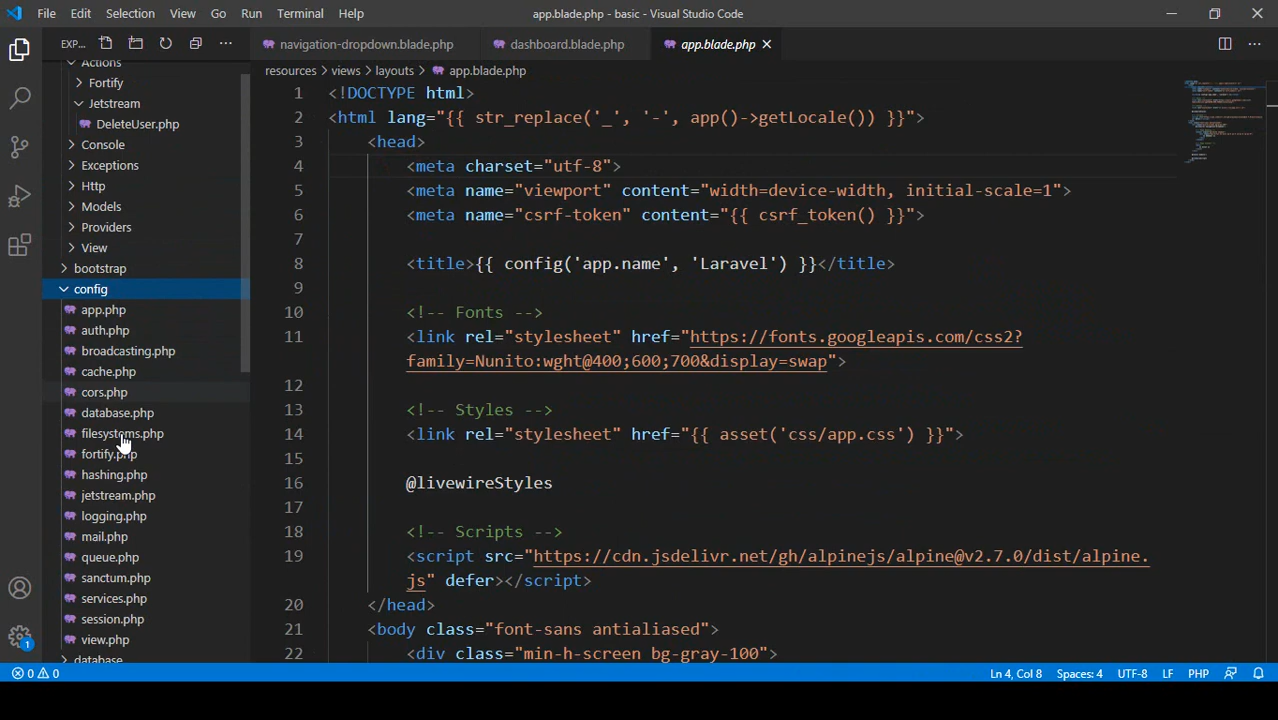 File Edit Selection View Go Run Terminal Help app.blade.php - basic - Visual Studio Code
EXP... navigation-dropdown.blade.php dashboard.blade.php app.blade.php
resources > views > layouts > app.blade.php
Actions
Fortify
Jetstream
DeleteUser.php
Console
Exceptions
Http
Models
Providers
View
bootstrap
config
app.php
auth.php
broadcasting.php
cache.php
cors.php
database.php
filesystems.php
fortify.php
hashing.php
jetstream.php
logging.php
mail.php
queue.php
sanctum.php
services.php
session.php
view.php
database
1 <!DOCTYPE html>
2 <html lang="{{ str_replace('_', '-', app()->getLocale()) }}">
3 <head>
4 <meta charset="utf-8">
5 <meta name="viewport" content="width=device-width, initial-scale=1">
6 <meta name="csrf-token" content="{{ csrf_token() }}">
7
8 <title>{{ config('app.name', 'Laravel') }}</title>
9
10 <!-- Fonts -->
11 <link rel="stylesheet" href="https://fonts.googleapis.com/css2?
family=Nunito:wght@400;600;700&display=swap">
12
13 <!-- Styles -->
14 <link rel="stylesheet" href="{{ asset('css/app.css') }}">
15
16 @livewireStyles
17
18 <!-- Scripts -->
19 <script src="https://cdn.jsdelivr.net/gh/alpinejs/alpine@v2.7.0/dist/alpine.
js" defer></script>
20 </head>
21 <body class="font-sans antialiased">
22 <div class="min-h-screen bg-gray-100">
1
0 0 Ln 4, Col 8 Spaces: 4 UTF-8 LF PHP